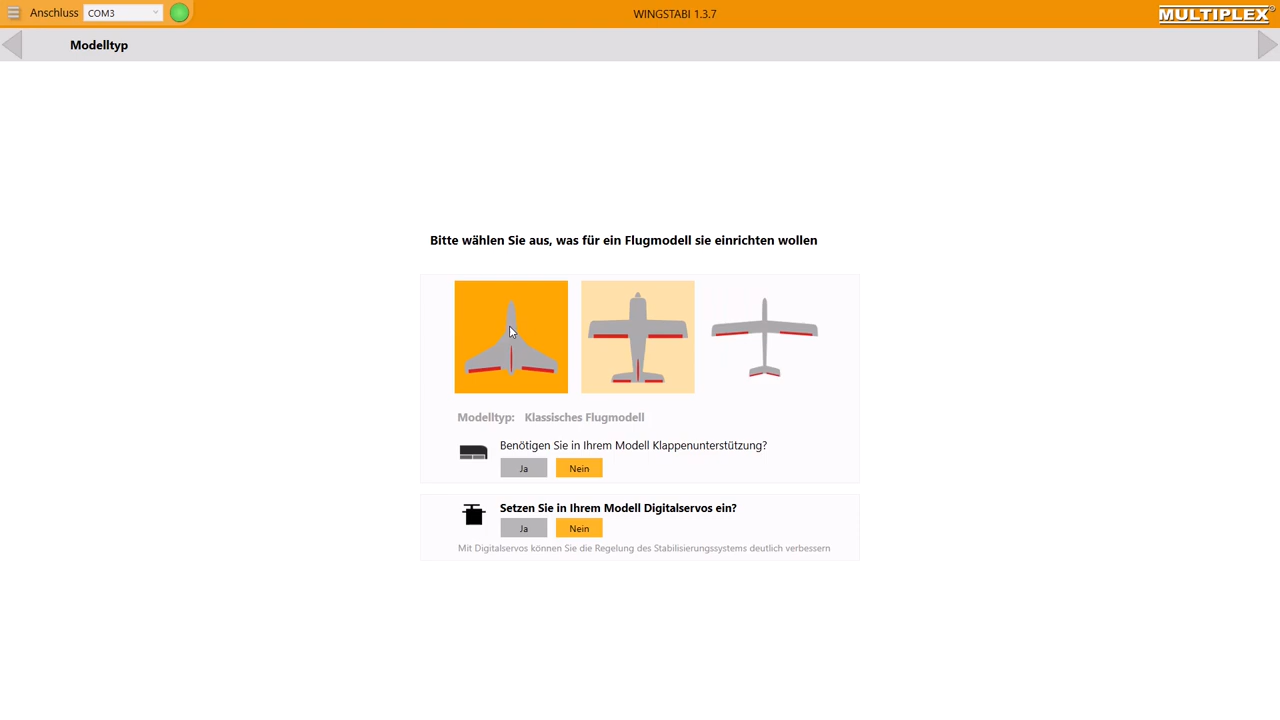 Anschluss COM3 WINGSTABI 1.3.7 MULTIPLEX®
Modelltyp
Bitte wählen Sie aus, was für ein Flugmodell sie einrichten wollen
Modelltyp: Klassisches Flugmodell
Benötigen Sie in Ihrem Modell Klappenunterstützung?
Ja Nein
Setzen Sie in Ihrem Modell Digitalservos ein?
Ja Nein
Mit Digitalservos können Sie die Regelung des Stabilisierungssystems deutlich verbessern